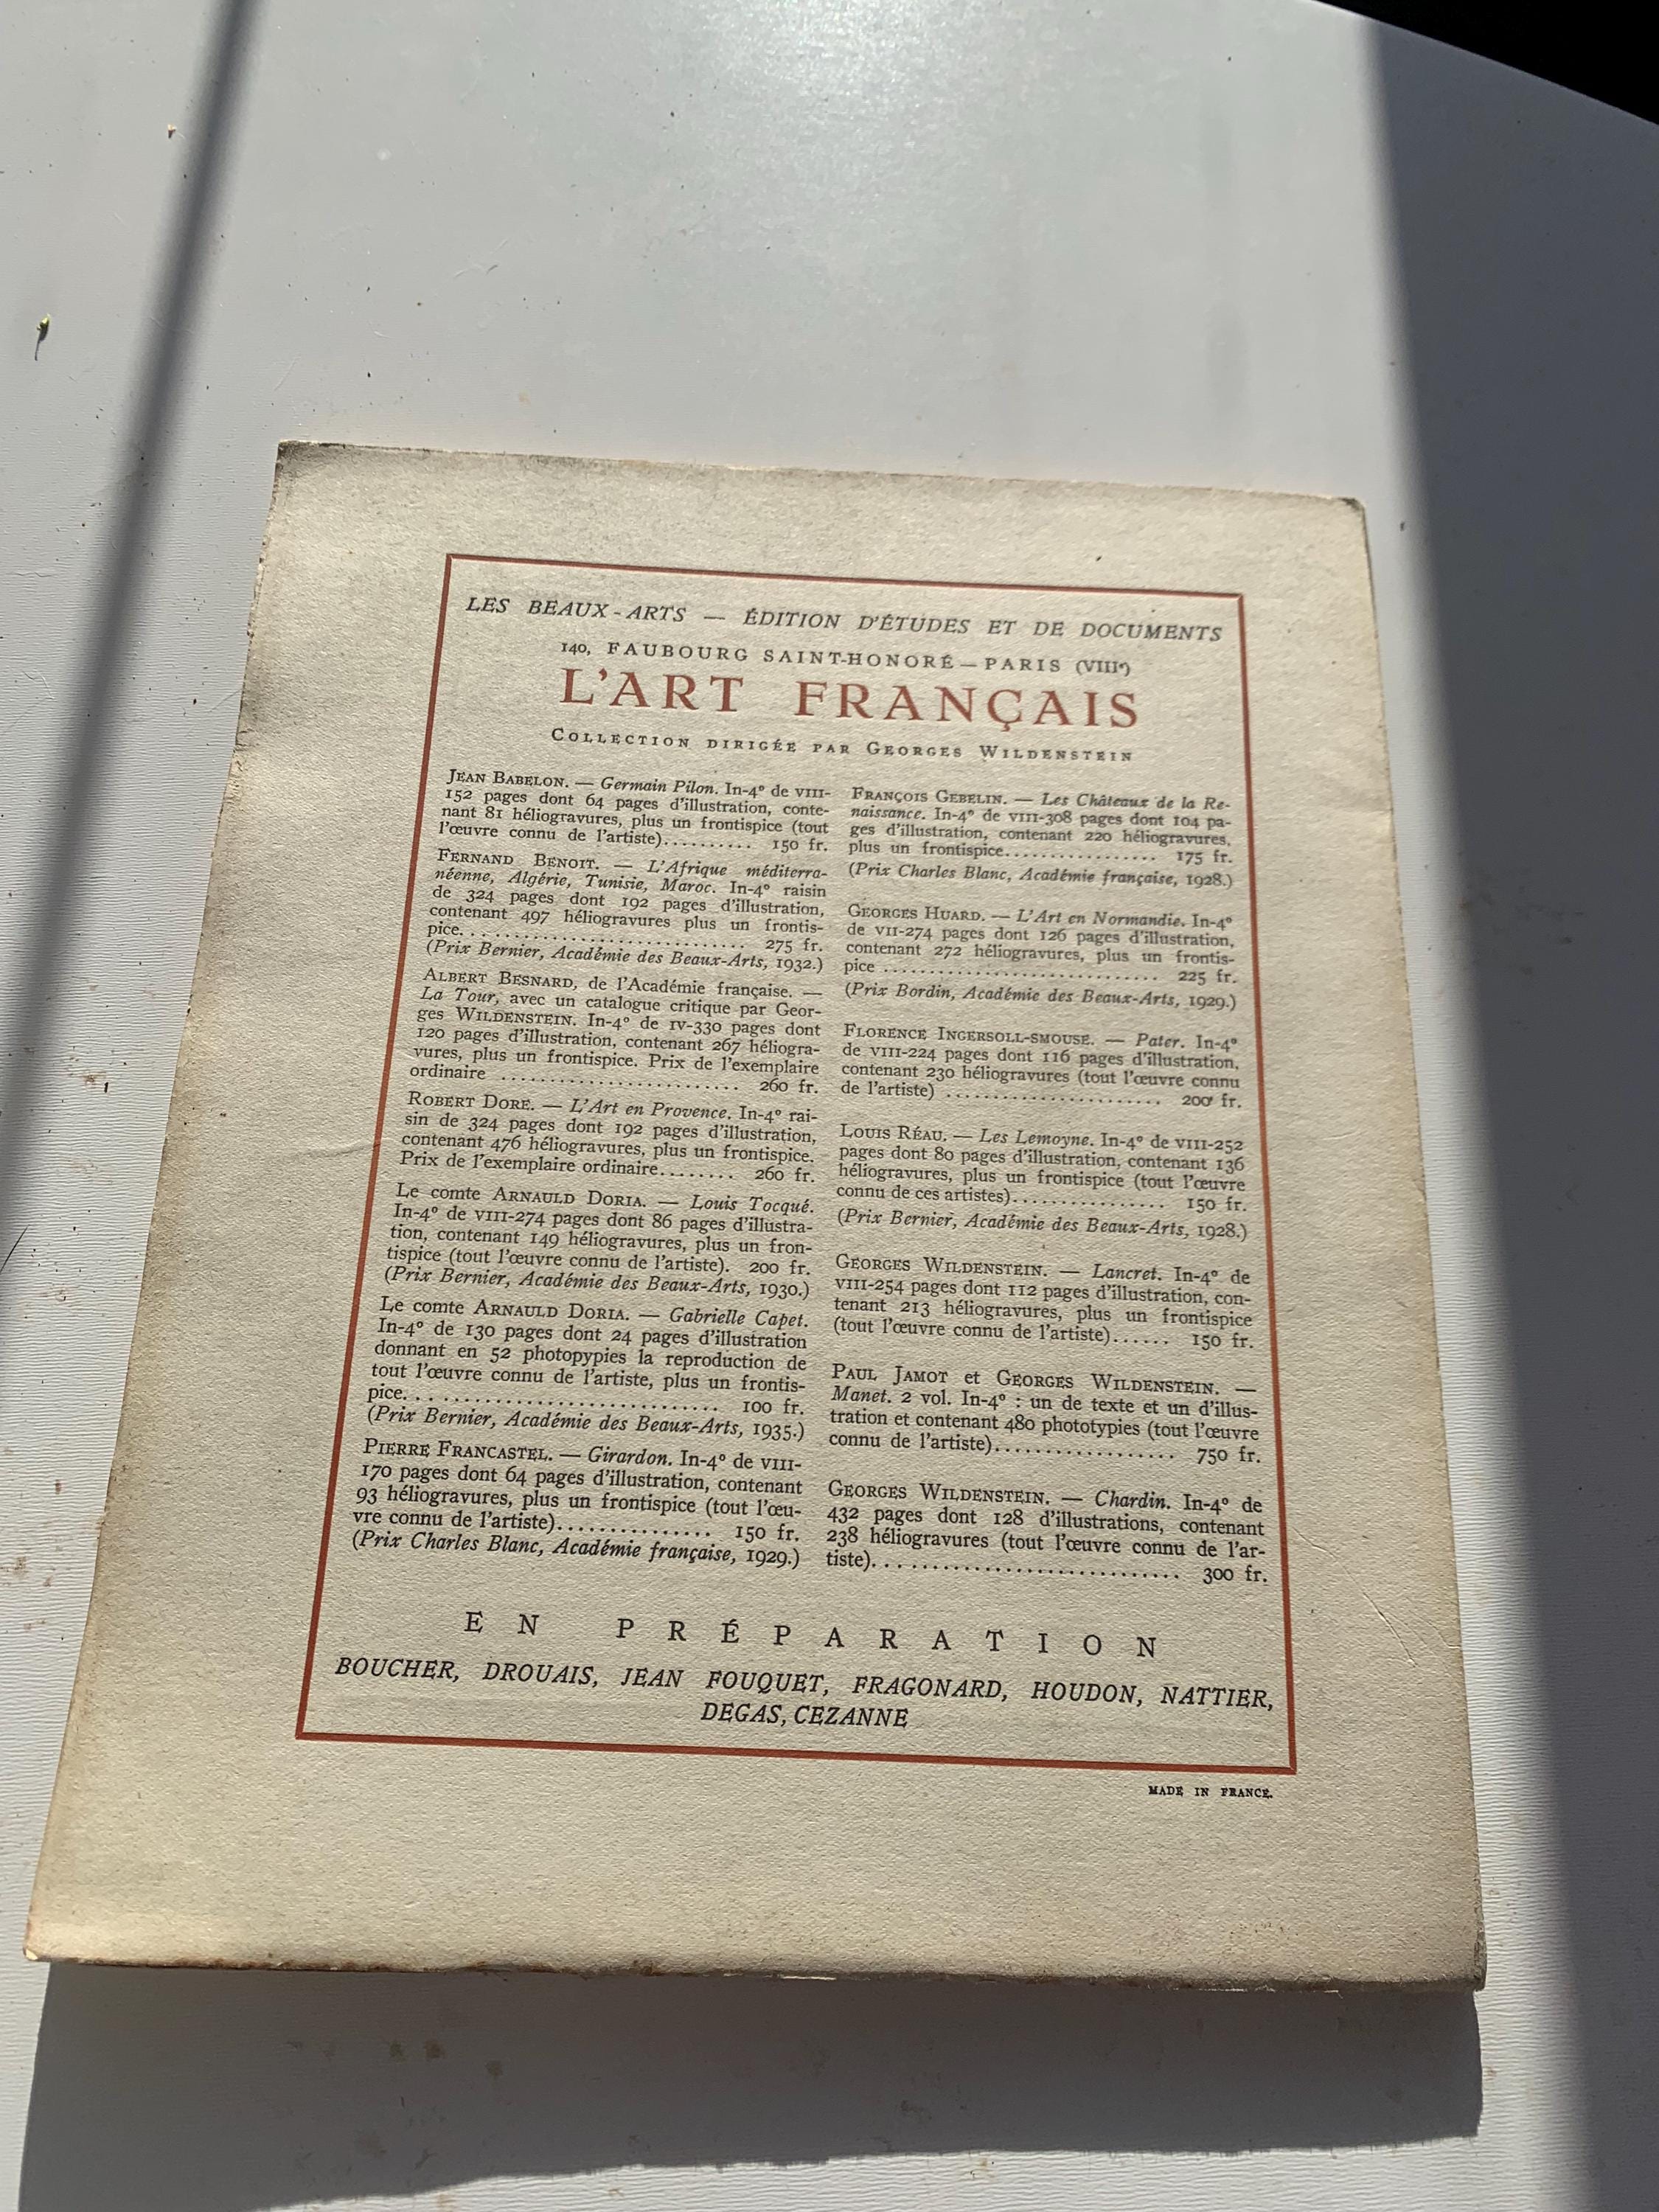 LES BEAUX-ARTS — ÉDITION D'ÉTUDES ET DE DOCUMENTS
140, FAUBOURG SAINT-HONORÉ — PARIS (VIIIe)
L'ART FRANÇAIS
COLLECTION DIRIGÉE PAR GEORGES WILDENSTEIN
JEAN BABELON. — Germain Pilon. In-4° de VIII-
152 pages dont 64 pages d'illustration, conte-
nant 81 héliogravures, plus un frontispice (tout
l'œuvre connu de l'artiste).......... 150 fr.
FERNAND BENOIT. — L'Afrique méditerra-
néenne, Algérie, Tunisie, Maroc. In-4° raisin
de 324 pages dont 192 pages d'illustration,
contenant 497 héliogravures plus un frontis-
pice............................. 275 fr.
(Prix Bernier, Académie des Beaux-Arts, 1932.)
ALBERT BESNARD, de l'Académie française. —
La Tour, avec un catalogue critique par Geor-
ges WILDENSTEIN. In-4° de IV-330 pages dont
120 pages d'illustration, contenant 267 héliogra-
vures, plus un frontispice. Prix de l'exemplaire
ordinaire ......................... 260 fr.
ROBERT DORE. — L'Art en Provence. In-4° rai-
sin de 324 pages dont 192 pages d'illustration,
contenant 476 héliogravures, plus un frontispice.
Prix de l'exemplaire ordinaire........ 260 fr.
Le comte ARNAULD DORIA. — Louis Tocqué.
In-4° de VIII-274 pages dont 86 pages d'illustra-
tion, contenant 149 héliogravures, plus un fron-
tispice (tout l'œuvre connu de l'artiste). 200 fr.
(Prix Bernier, Académie des Beaux-Arts, 1930.)
Le comte ARNAULD DORIA. — Gabrielle Capet.
In-4° de 130 pages dont 24 pages d'illustration
donnant en 52 photopypies la reproduction de
tout l'œuvre connu de l'artiste, plus un frontis-
pice............................. 100 fr.
(Prix Bernier, Académie des Beaux-Arts, 1935.)
PIERRE FRANCASTEL. — Girardon. In-4° de VIII-
170 pages dont 64 pages d'illustration, contenant
93 héliogravures, plus un frontispice (tout l'œu-
vre connu de l'artiste)............... 150 fr.
(Prix Charles Blanc, Académie française, 1929.)
FRANÇOIS GEBELIN. — Les Châteaux de la Re-
naissance. In-4° de VIII-308 pages dont 104 pa-
ges d'illustration, contenant 220 héliogravures,
plus un frontispice................. 175 fr.
(Prix Charles Blanc, Académie française, 1928.)
GEORGES HUARD. — L'Art en Normandie. In-4°
de VII-274 pages dont 126 pages d'illustration,
contenant 272 héliogravures, plus un frontis-
pice ............................. 225 fr.
(Prix Bordin, Académie des Beaux-Arts, 1929.)
FLORENCE INGERSOLL-SMOUSE. — Pater. In-4°
de VIII-224 pages dont 116 pages d'illustration,
contenant 230 héliogravures (tout l'œuvre connu
de l'artiste) ....................... 200 fr.
LOUIS RÉAU. — Les Lemoyne. In-4° de VIII-252
pages dont 80 pages d'illustration, contenant 136
héliogravures, plus un frontispice (tout l'œuvre
connu de ces artistes)................ 150 fr.
(Prix Bernier, Académie des Beaux-Arts, 1928.)
GEORGES WILDENSTEIN. — Lancret. In-4° de
VIII-254 pages dont 112 pages d'illustration, con-
tenant 213 héliogravures, plus un frontispice
(tout l'œuvre connu de l'artiste)...... 150 fr.
PAUL JAMOT et GEORGES WILDENSTEIN. —
Manet. 2 vol. In-4° : un de texte et un d'illus-
tration et contenant 480 phototypies (tout l'œuvre
connu de l'artiste)................... 750 fr.
GEORGES WILDENSTEIN. — Chardin. In-4° de
432 pages dont 128 d'illustrations, contenant
238 héliogravures (tout l'œuvre connu de l'ar-
tiste)............................... 300 fr.
EN PRÉPARATION
BOUCHER, DROUAIS, JEAN FOUQUET, FRAGONARD, HOUDON, NATTIER,
DEGAS, CEZANNE
MADE IN FRANCE.